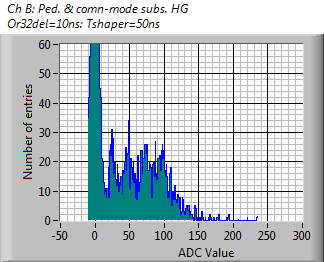 Ch B: Ped. & comn-mode subs. HG
Or32del=10ns: Tshaper=50ns
60
50
40
30
20
10
0
Number of entries
-50 0 50 100 150 200 250 300
ADC Value